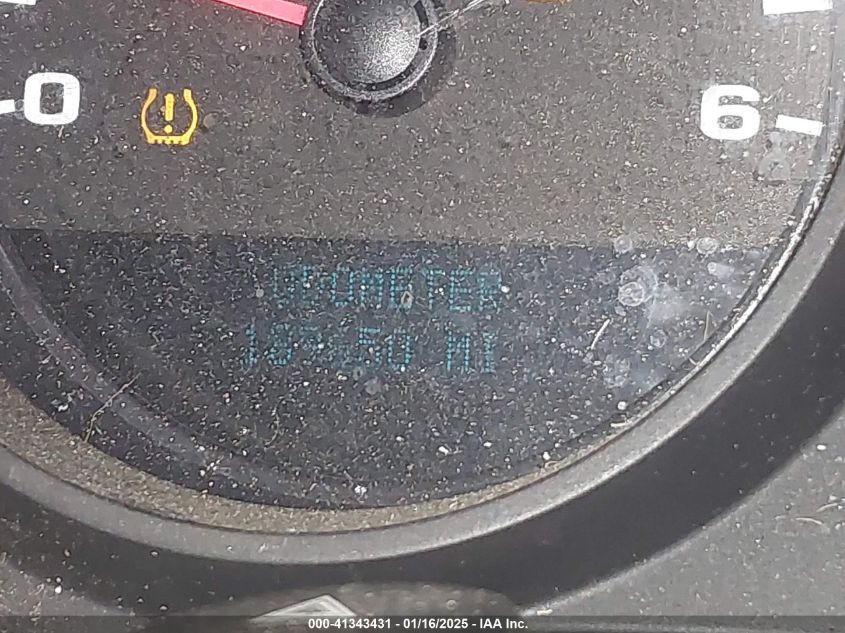 0
6
ODOMETER
MI
000-41343431 - 01/16/2025 - IAA Inc.